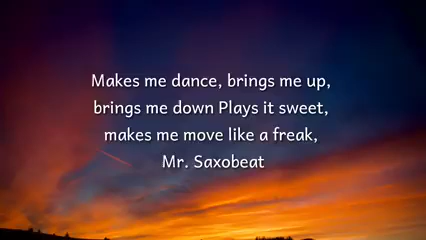 Makes me dance, brings me up,
brings me down Plays it sweet,
makes me move like a freak,
Mr. Saxobeat